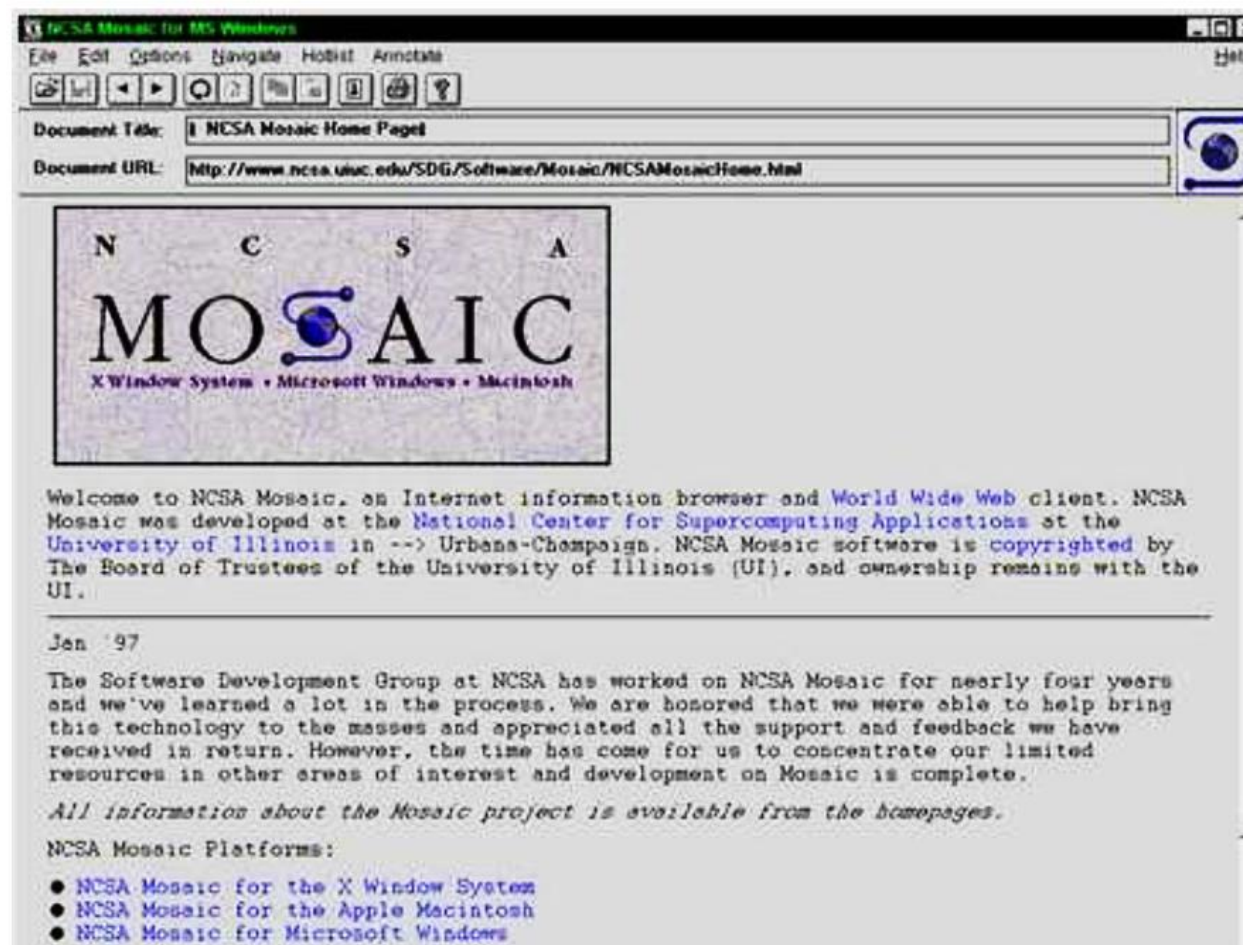 NCSA Mosaic for MS Windows
File Edit Options Navigate Hotlist Annotate
Document Title: NCSA Mosaic Home Page
Document URL: http://www.ncsa.uiuc.edu/SDG/Software/Mosaic/NCSAMosaicHome.html
N C S A
MOSAIC
X Window System • Microsoft Windows • Macintosh
Welcome to NCSA Mosaic, an Internet information browser and World Wide Web client. NCSA
Mosaic was developed at the National Center for Supercomputing Applications at the
University of Illinois in --> Urbana-Champaign. NCSA Mosaic software is copyrighted by
The Board of Trustees of the University of Illinois (UI), and ownership remains with the
UI.
Jan '97
The Software Development Group at NCSA has worked on NCSA Mosaic for nearly four years
and we've learned a lot in the process. We are honored that we were able to help bring
this technology to the masses and appreciated all the support and feedback we have
received in return. However, the time has come for us to concentrate our limited
resources in other areas of interest and development on Mosaic is complete.
All information about the Mosaic project is available from the homepages.
NCSA Mosaic Platforms:
● NCSA Mosaic for the X Window System
● NCSA Mosaic for the Apple Macintosh
● NCSA Mosaic for Microsoft Windows